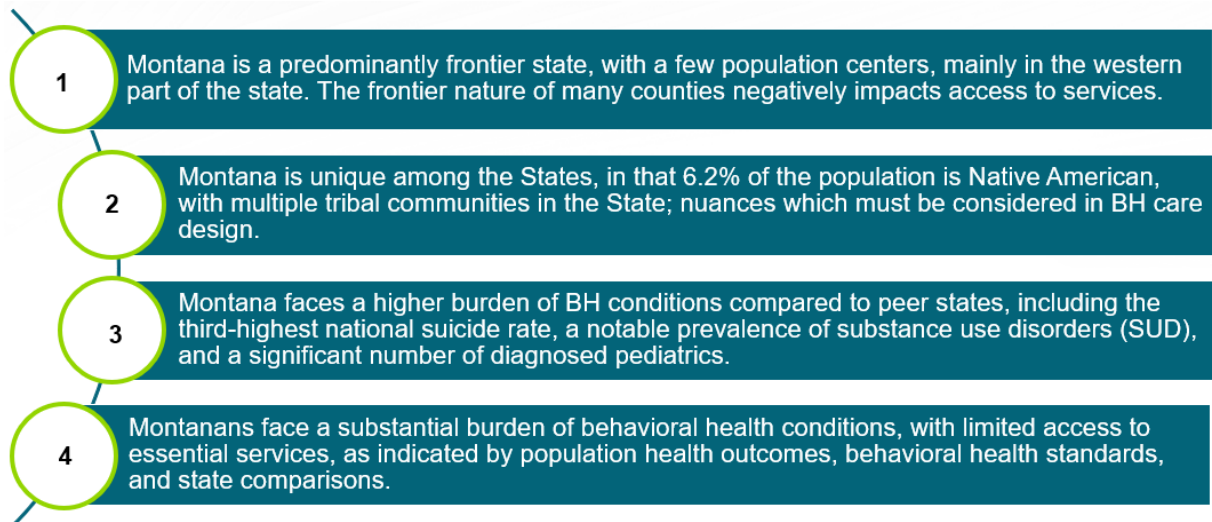 1
Montana is a predominantly frontier state, with a few population centers, mainly in the western
part of the state. The frontier nature of many counties negatively impacts access to services.
2
Montana is unique among the States, in that 6.2% of the population is Native American,
with multiple tribal communities in the State; nuances which must be considered in BH care
design.
3
Montana faces a higher burden of BH conditions compared to peer states, including the
third-highest national suicide rate, a notable prevalence of substance use disorders (SUD),
and a significant number of diagnosed pediatrics.
4
Montanans face a substantial burden of behavioral health conditions, with limited access to
essential services, as indicated by population health outcomes, behavioral health standards,
and state comparisons.